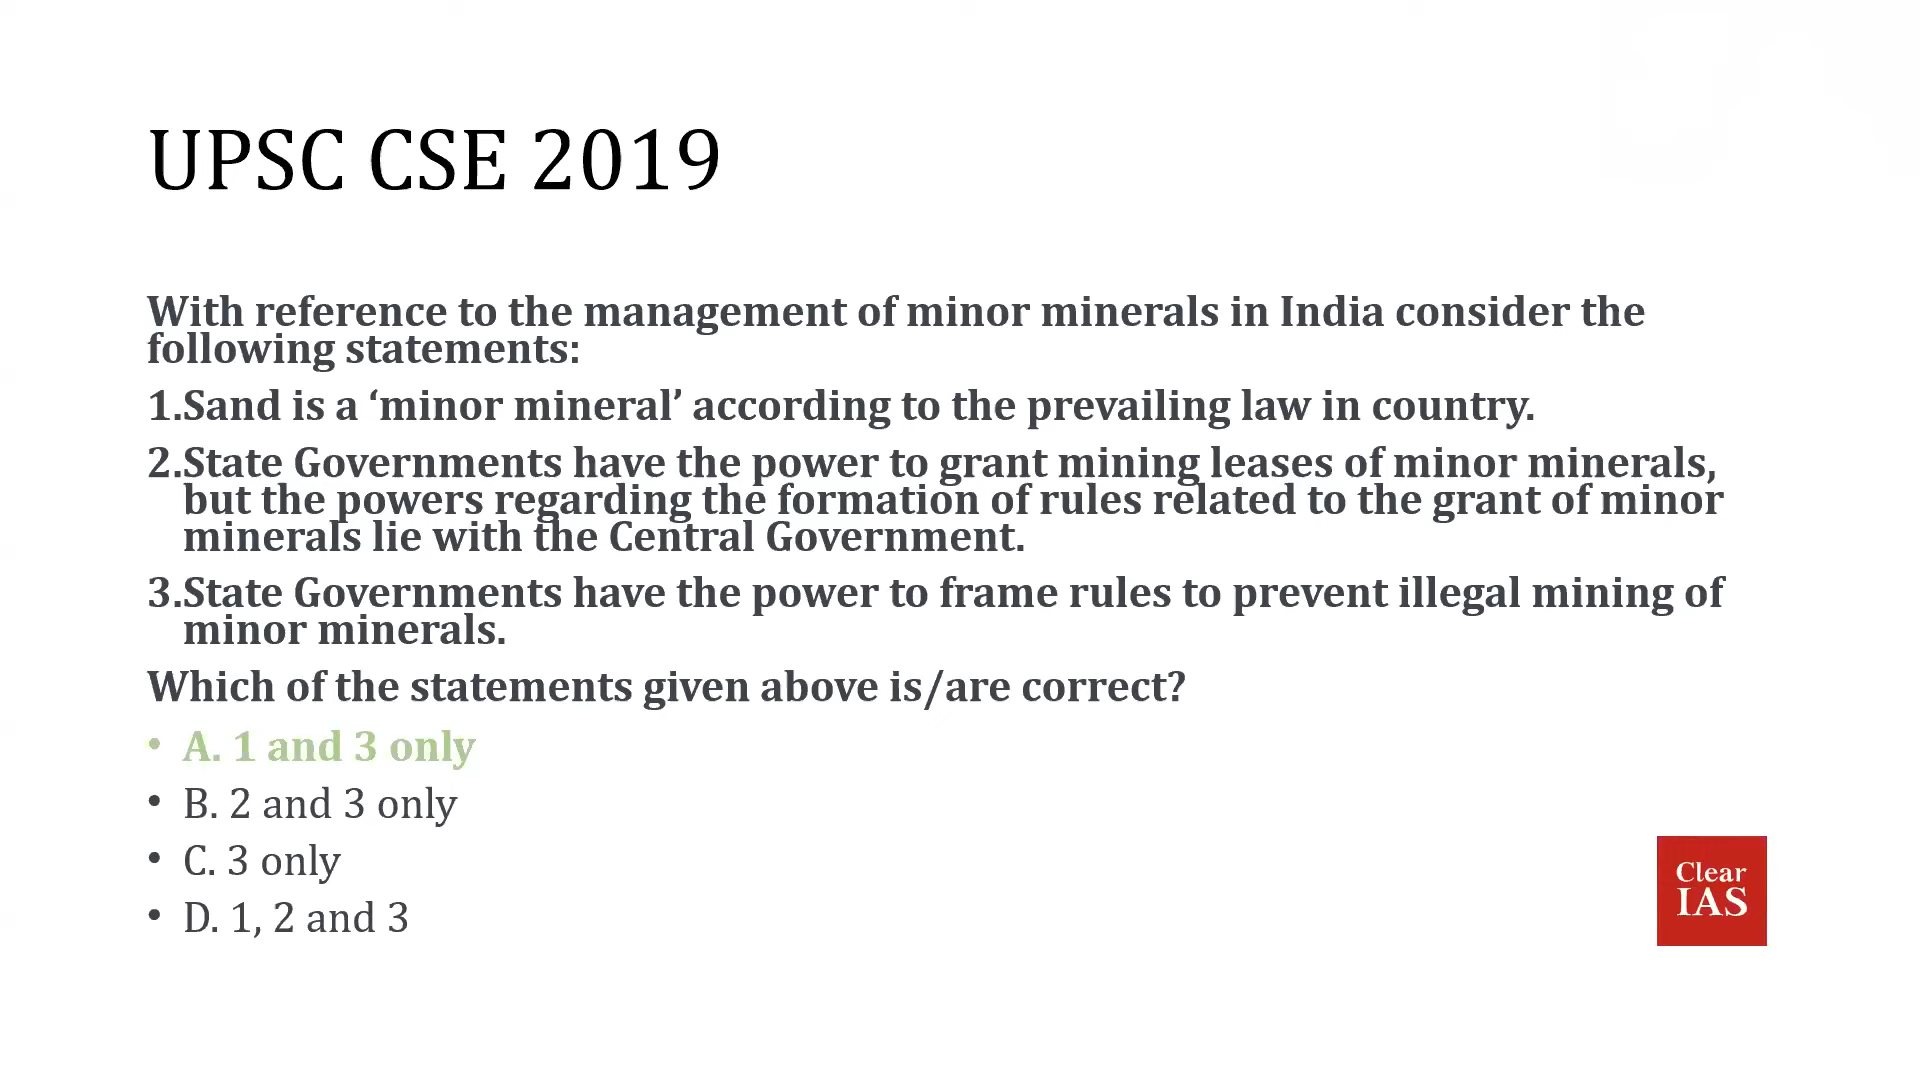 UPSC CSE 2019
With reference to the management of minor minerals in India consider the
following statements:
1.Sand is a ‘minor mineral’ according to the prevailing law in country.
2.State Governments have the power to grant mining leases of minor minerals,
but the powers regarding the formation of rules related to the grant of minor
minerals lie with the Central Government.
3.State Governments have the power to frame rules to prevent illegal mining of
minor minerals.
Which of the statements given above is/are correct?
• A. 1 and 3 only
• B. 2 and 3 only
• C. 3 only
• D. 1, 2 and 3
Clear
IAS